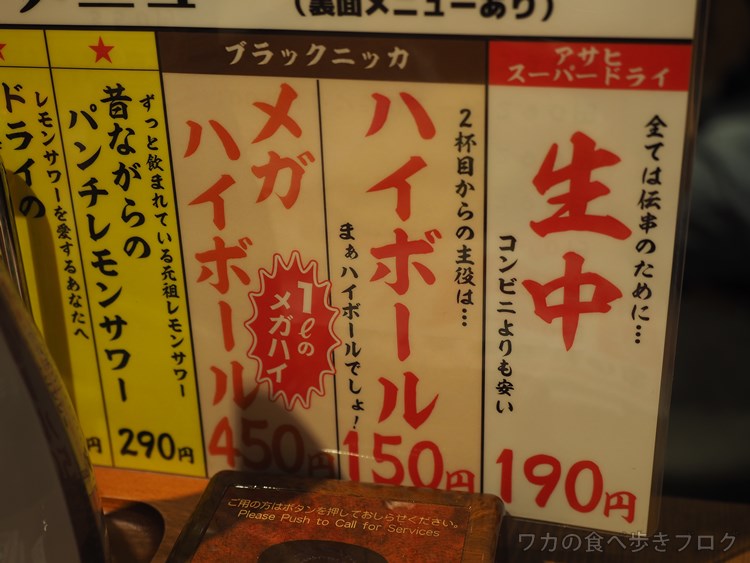 (裏面メニューあり)
アサヒ
スーパードライ
全ては伝串のために…
生中
コンビニよりも安い
190円
ブラックニッカ
2杯目からの主役は…
ハイボール
まぁハイボールでしょ!
150円
メガ
ハイボール
1ℓの
メガハイ
450円
★
ずっと飲まれている元祖レモンサワー
昔ながらの
パンチレモンサワー
290円
レモンサワーを愛するあなたへ
ドライの
円
ご用の方はボタンを押しておしらせください。
Please Push to Call for Services
ワカの食べ歩きブログ